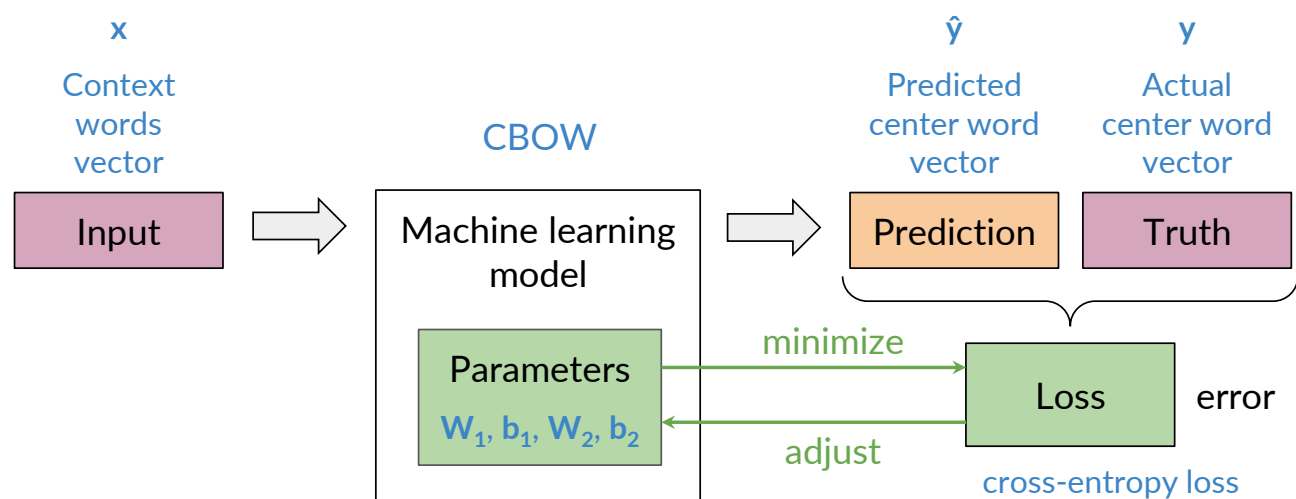 x
Context
words
vector
Input
CBOW
Machine learning
model
Parameters
W₁, b₁, W₂, b₂
ŷ
Predicted
center word
vector
Prediction
y
Actual
center word
vector
Truth
minimize
adjust
Loss
error
cross-entropy loss